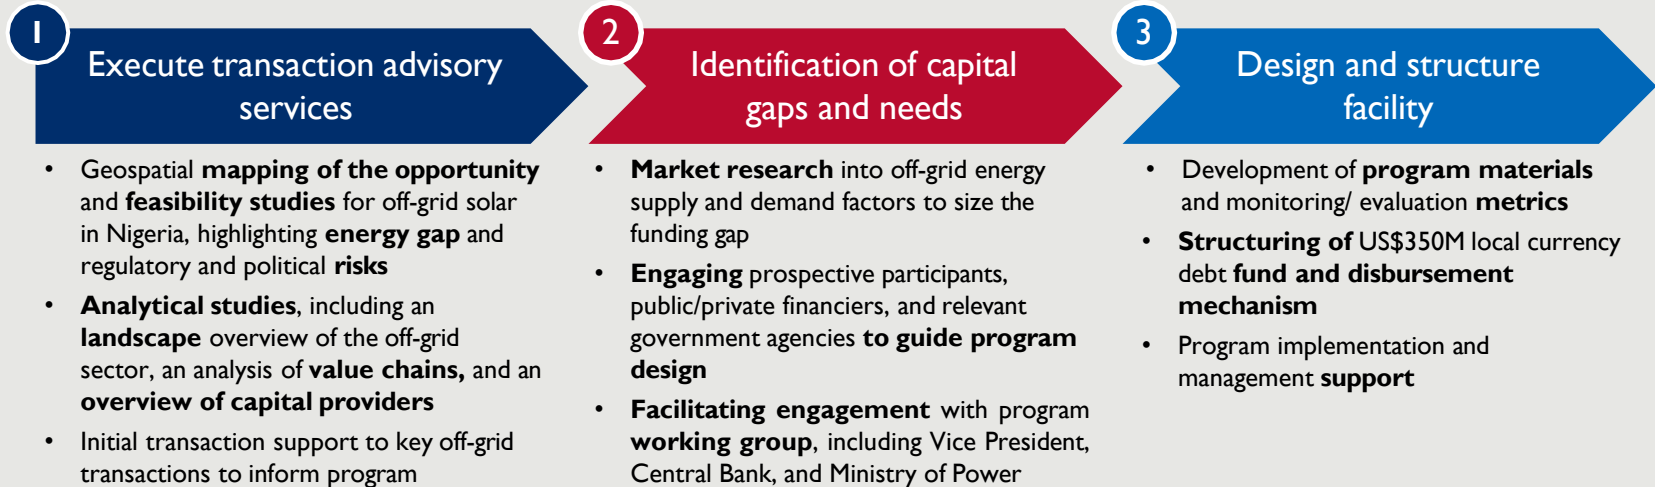 1
Execute transaction advisory
services
• Geospatial mapping of the opportunity
and feasibility studies for off-grid solar
in Nigeria, highlighting energy gap and
regulatory and political risks
• Analytical studies, including an
landscape overview of the off-grid
sector, an analysis of value chains, and an
overview of capital providers
• Initial transaction support to key off-grid
transactions to inform program
2
Identification of capital
gaps and needs
• Market research into off-grid energy
supply and demand factors to size the
funding gap
• Engaging prospective participants,
public/private financiers, and relevant
government agencies to guide program
design
• Facilitating engagement with program
working group, including Vice President,
Central Bank, and Ministry of Power
3
Design and structure
facility
• Development of program materials
and monitoring/ evaluation metrics
• Structuring of US$350M local currency
debt fund and disbursement
mechanism
• Program implementation and
management support